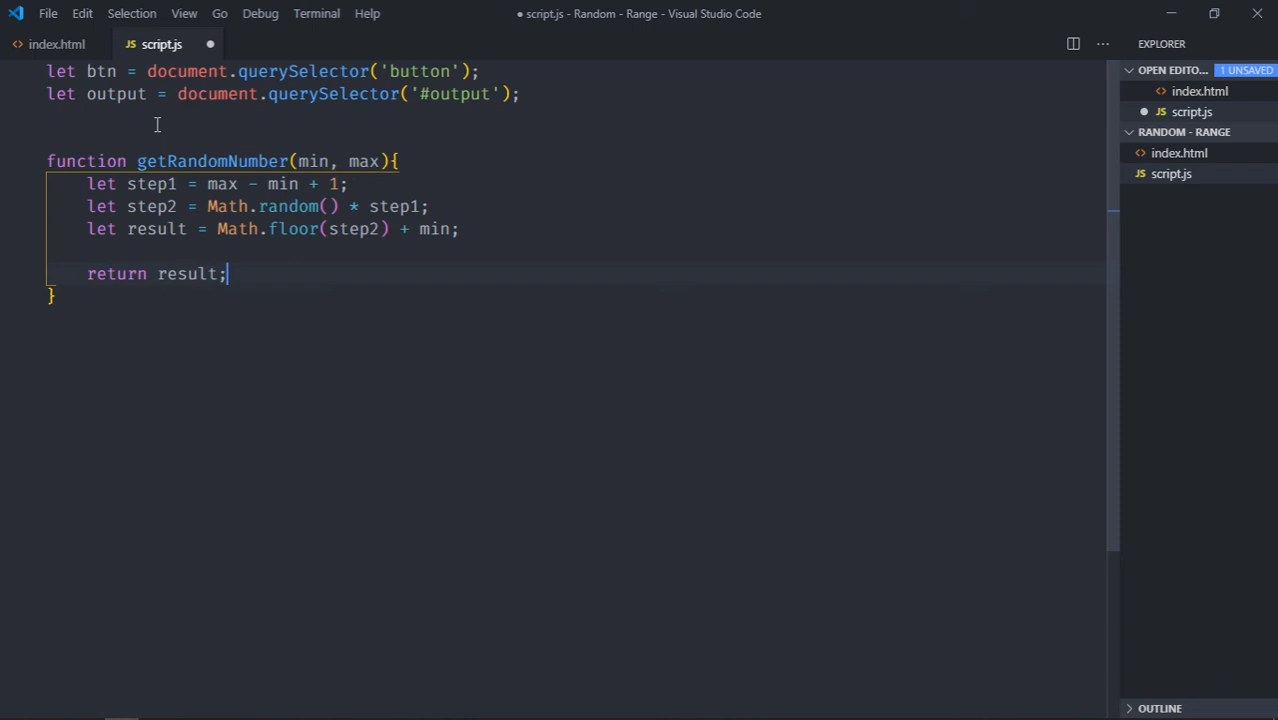 File Edit Selection View Go Debug Terminal Help ● script.js - Random - Range - Visual Studio Code
<> index.html JS script.js ● ··· EXPLORER
let btn = document.querySelector('button');
let output = document.querySelector('#output');
function getRandomNumber(min, max){
let step1 = max - min + 1;
let step2 = Math.random() * step1;
let result = Math.floor(step2) + min;
return result;
}
OPEN EDITO... 1 UNSAVED
<> index.html
● JS script.js
RANDOM - RANGE
<> index.html
JS script.js
OUTLINE